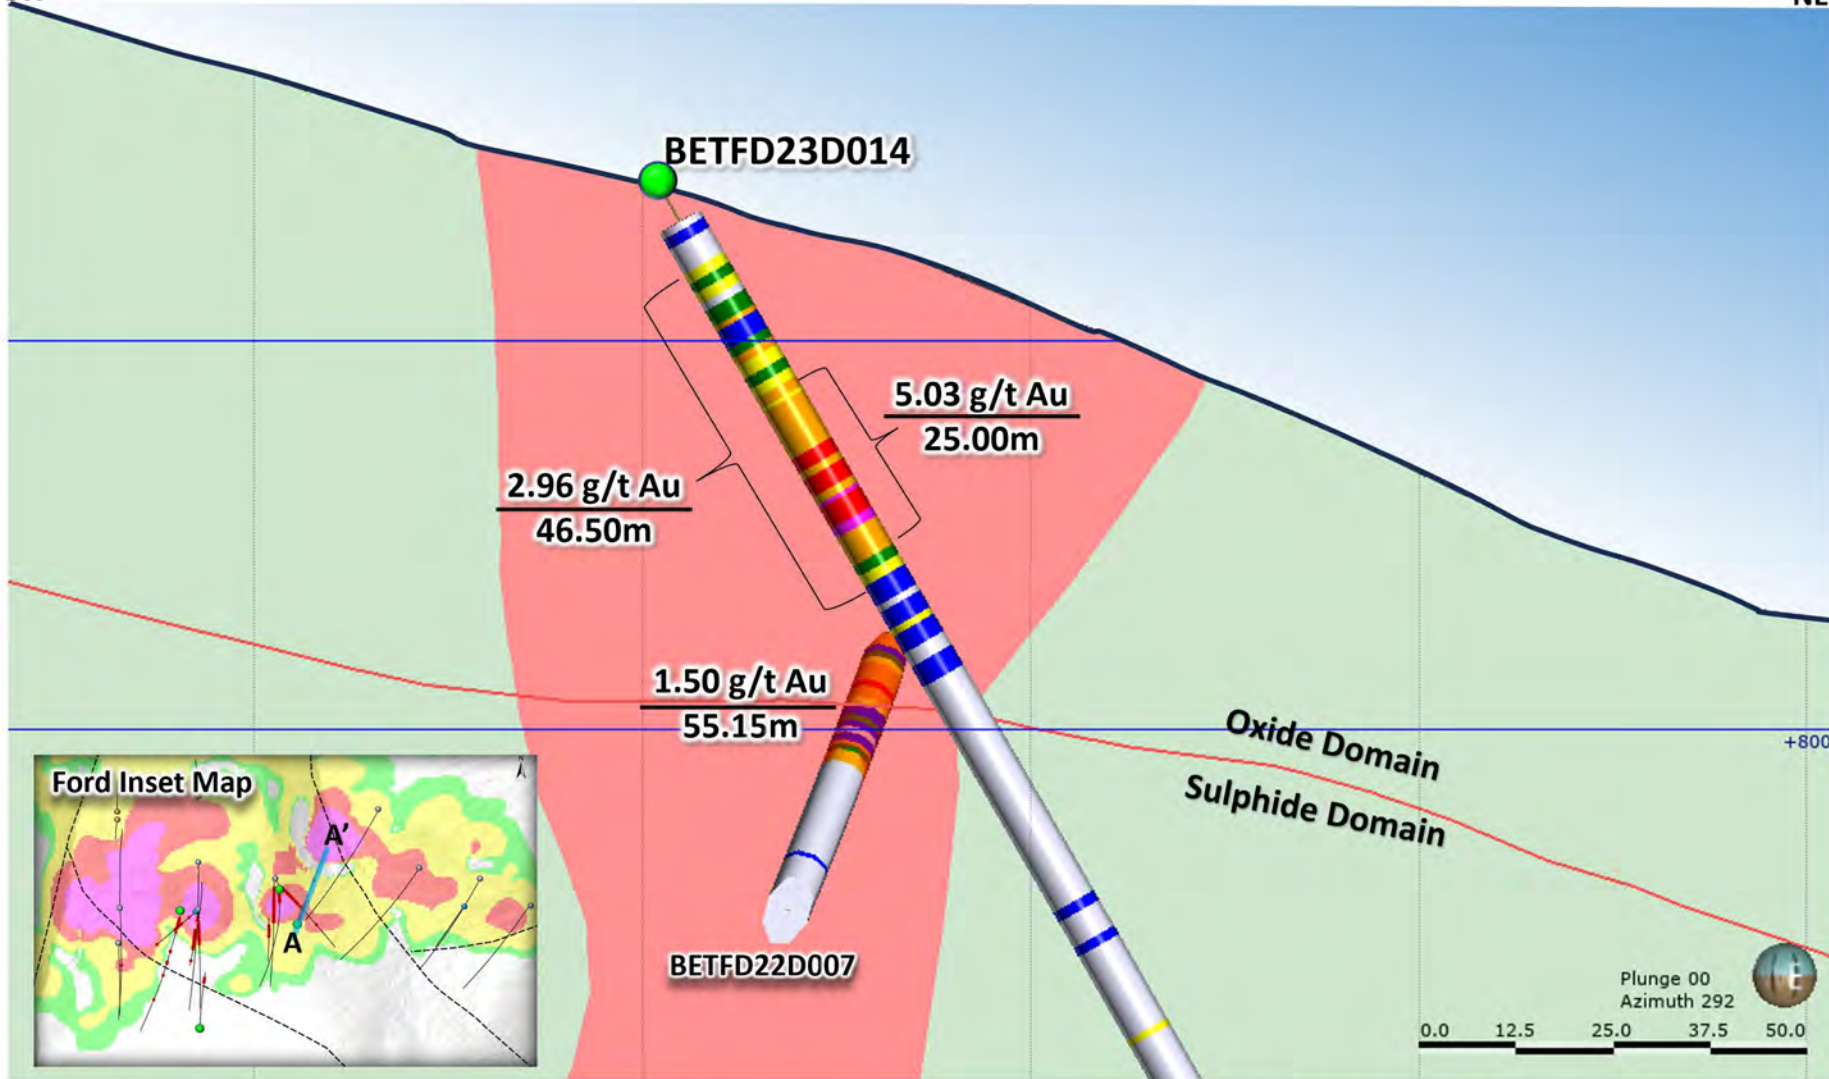 BETFD23D014
5.03 g/t Au
25.00m
2.96 g/t Au
46.50m
1.50 g/t Au
55.15m
Oxide Domain
Sulphide Domain
+800
Ford Inset Map
N
A'
A
BETFD22D007
Plunge 00
Azimuth 292
0.0 12.5 25.0 37.5 50.0